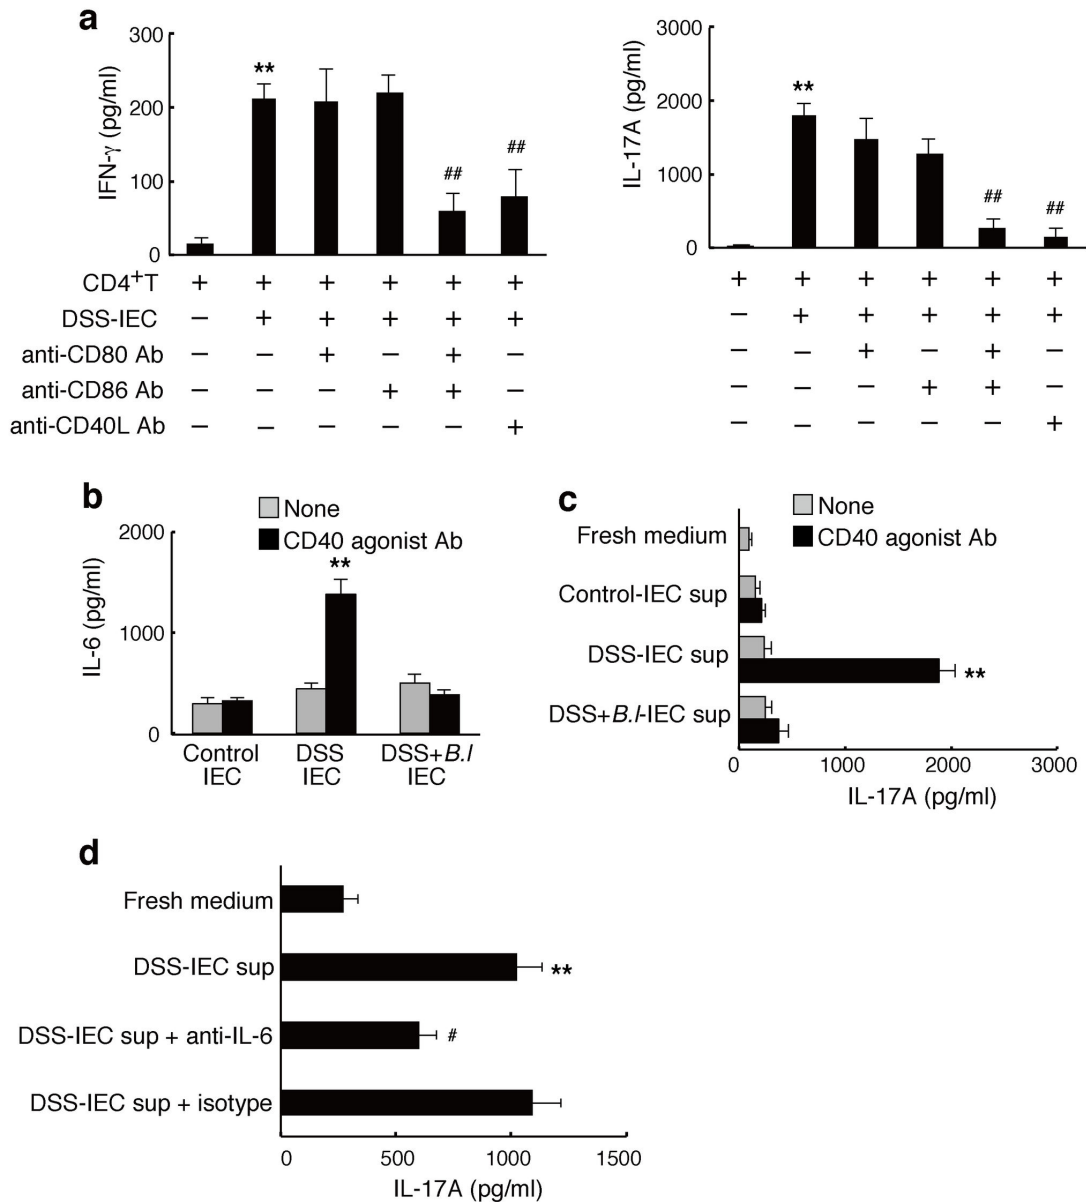 a
300
200
100
0
IFN-γ (pg/ml)
**
##
##
3000
2000
1000
0
IL-17A (pg/ml)
**
##
##
CD4+T + + + + + + + + + + + +
DSS-IEC – + + + + + – + + + + +
anti-CD80 Ab – – + – + – – – + – + –
anti-CD86 Ab – – – + + – – – – + + –
anti-CD40L Ab – – – – – + – – – – – +
b
None
CD40 agonist Ab
2000
1000
0
IL-6 (pg/ml)
**
Control DSS DSS+B.l
IEC IEC IEC
c
None
CD40 agonist Ab
Fresh medium
Control-IEC sup
DSS-IEC sup
**
DSS+B.l-IEC sup
0 1000 2000 3000
IL-17A (pg/ml)
d
Fresh medium
DSS-IEC sup
**
DSS-IEC sup + anti-IL-6
#
DSS-IEC sup + isotype
0 500 1000 1500
IL-17A (pg/ml)